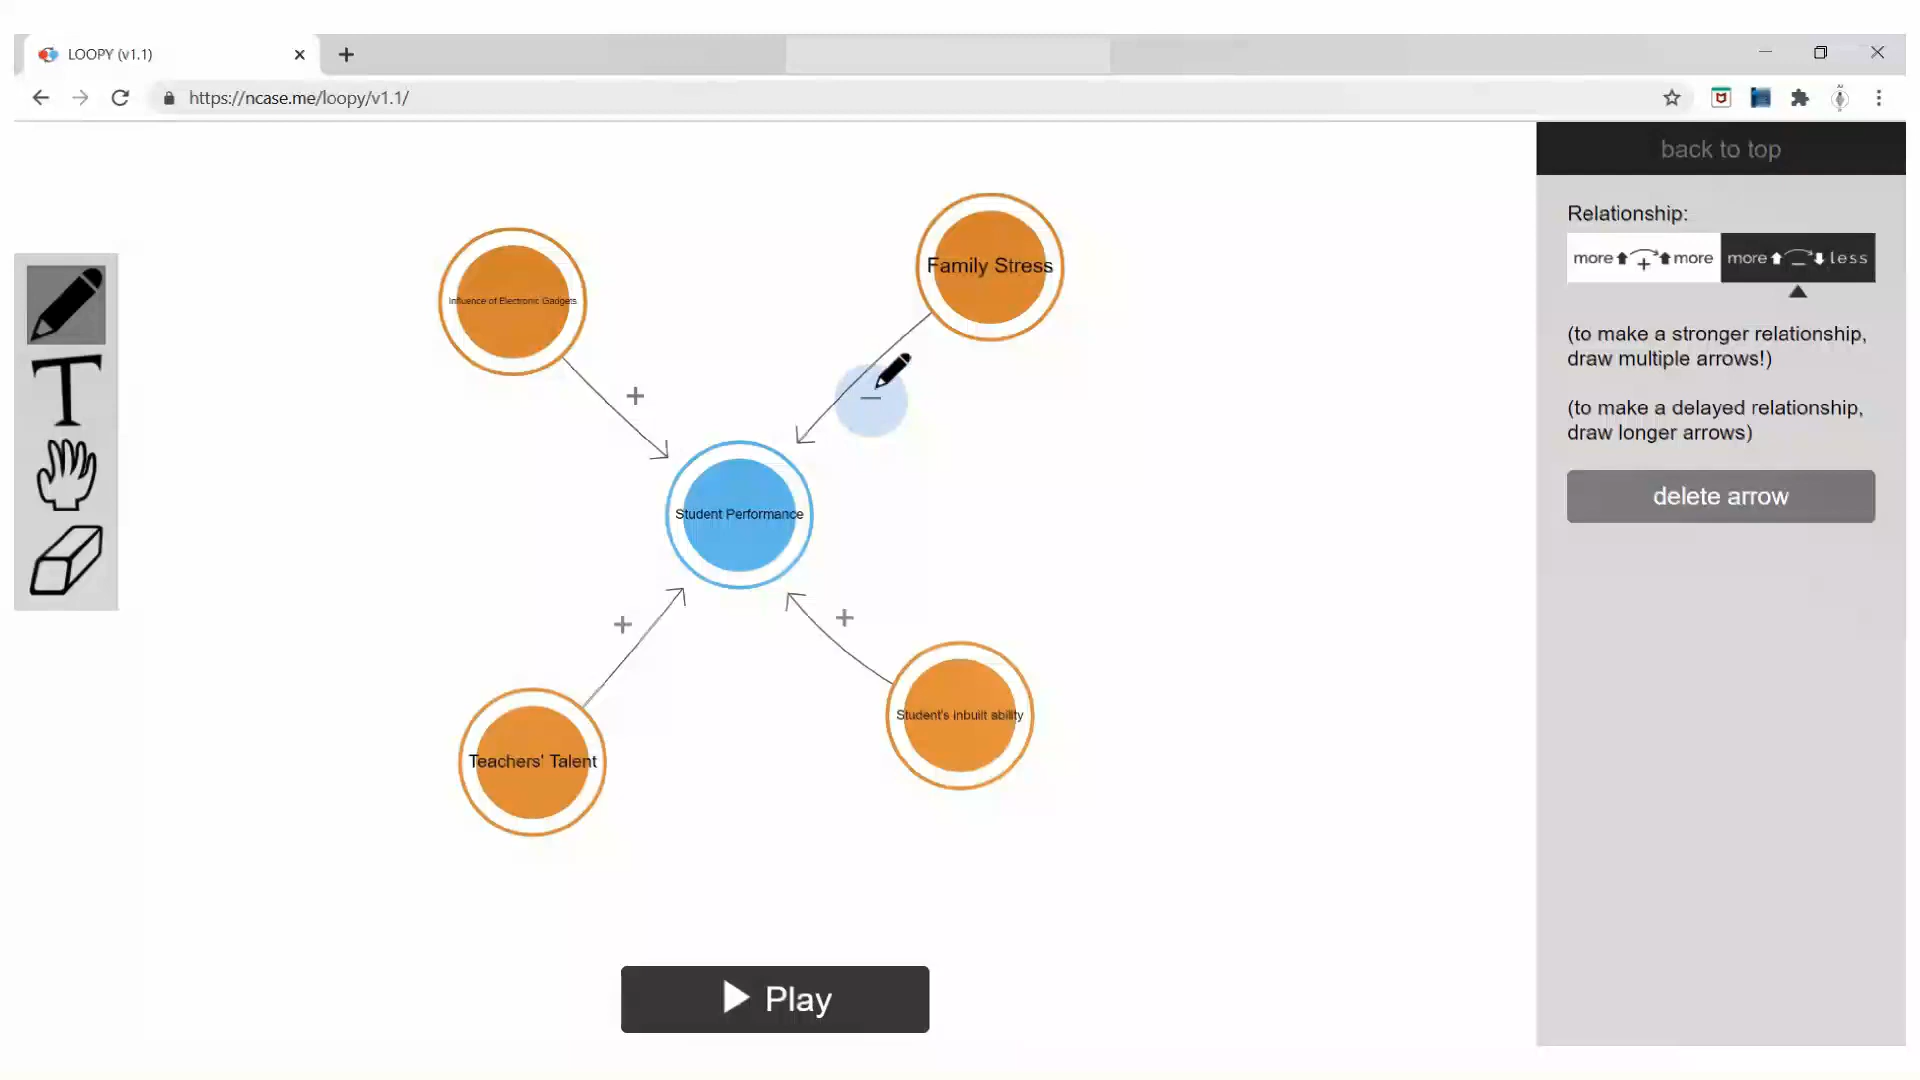 LOOPY (v1.1)
https://ncase.me/loopy/v1.1/
back to top
Relationship:
more + more
more – less
(to make a stronger relationship,
draw multiple arrows!)
(to make a delayed relationship,
draw longer arrows)
delete arrow
Family Stress
Influence of Electronic Gadgets
+
–
Student Performance
+
+
Student's inbuilt ability
Teachers' Talent
Play